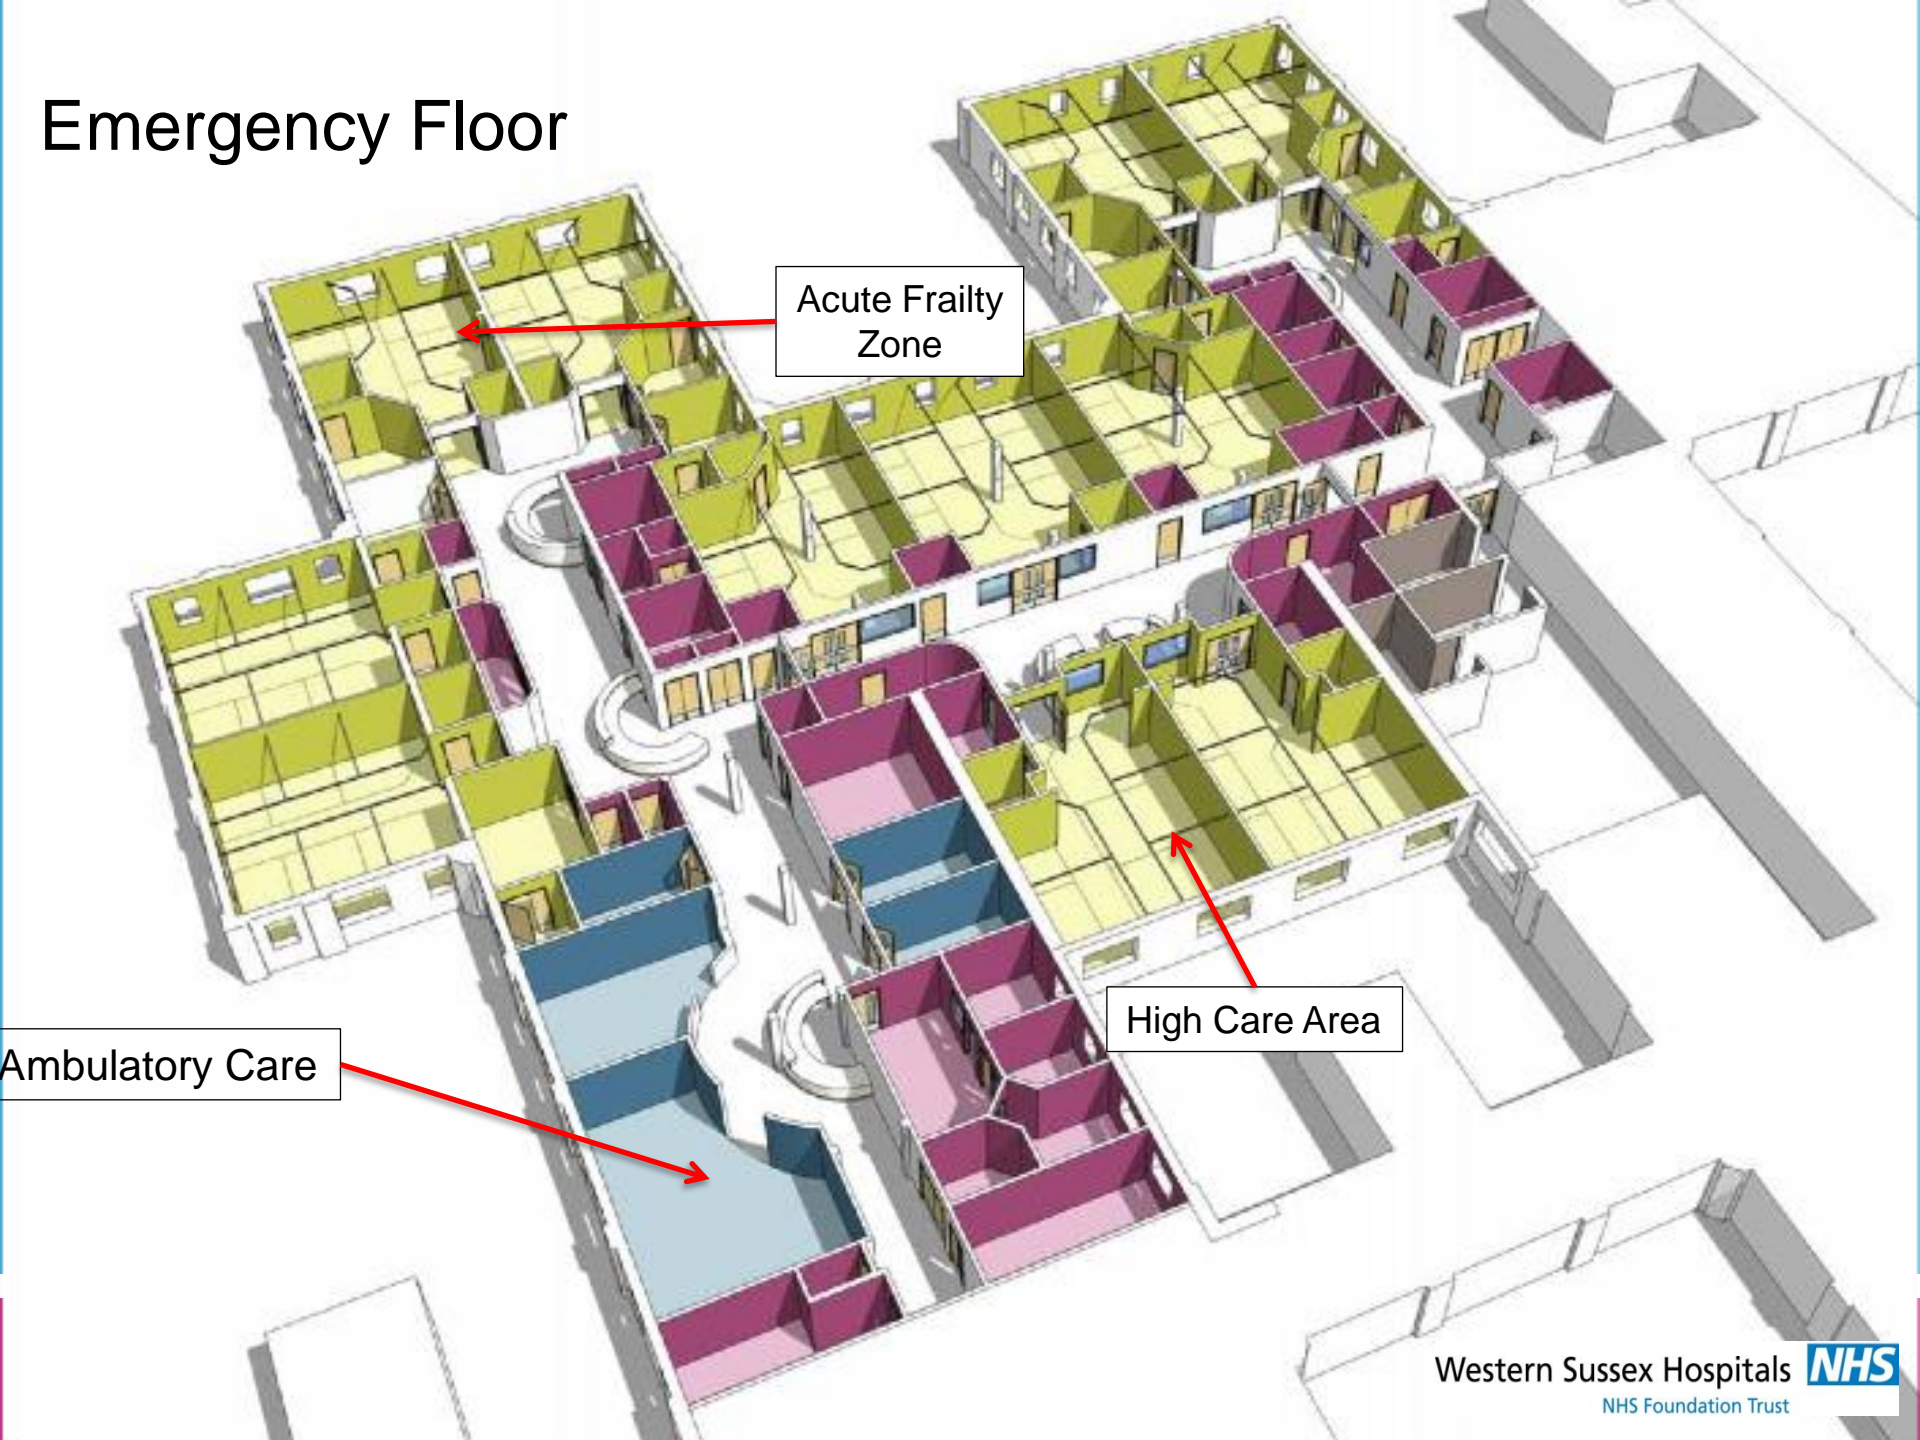 Emergency Floor
Acute Frailty
Zone
High Care Area
Ambulatory Care
Western Sussex Hospitals NHS
NHS Foundation Trust